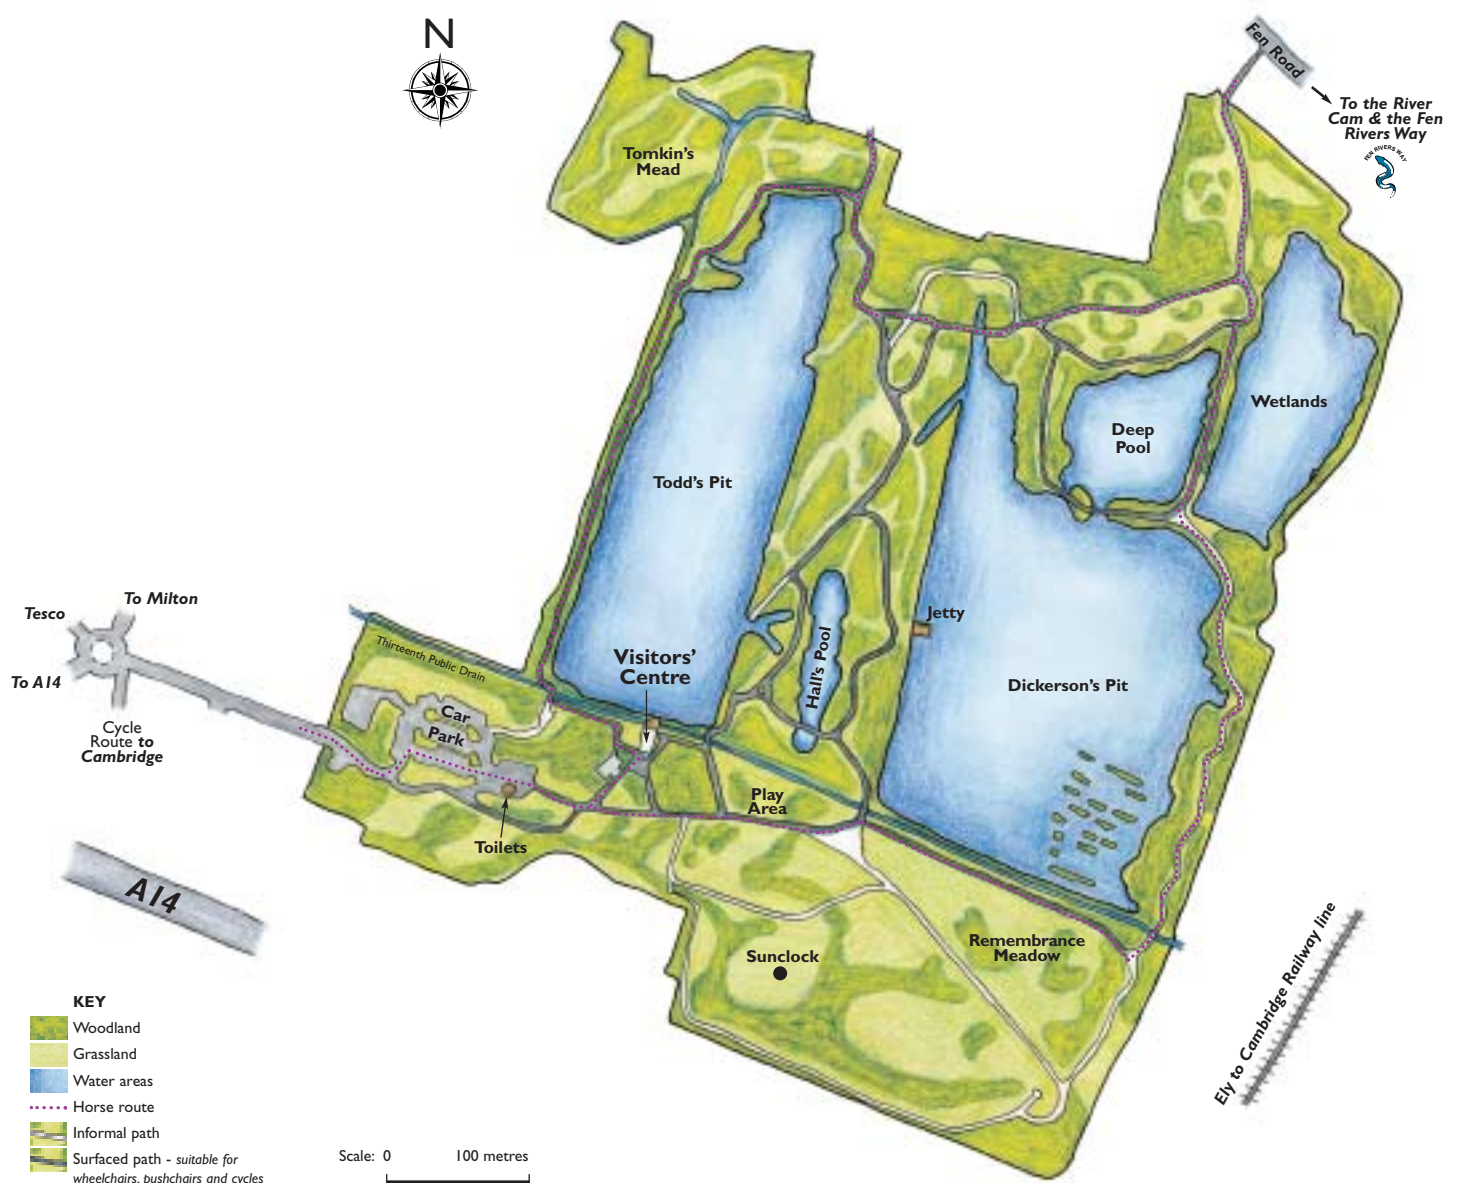 N
Fen Road
To the River
Cam & the Fen
Rivers Way
FEN RIVERS WAY
Tomkin's
Mead
Wetlands
Deep
Pool
Todd's Pit
To Milton
Tesco
To A14
Cycle
Route to
Cambridge
Thirteenth Public Drain
Visitors'
Centre
Hall's Pool
Jetty
Dickerson's Pit
Car
Park
Play
Area
Toilets
A14
Sunclock
Remembrance
Meadow
Ely to Cambridge Railway line
KEY
Woodland
Grassland
Water areas
Horse route
Informal path
Surfaced path - suitable for
wheelchairs, pushchairs and cycles
Scale: 0 100 metres